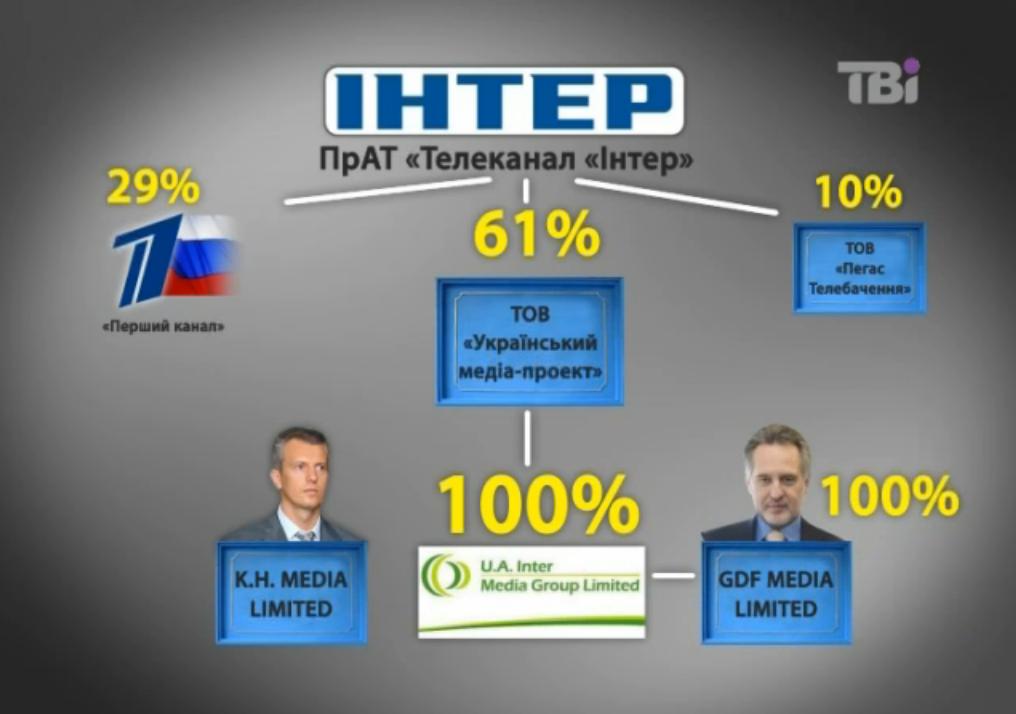 ІНТЕР
ТВі
ПрАТ «Телеканал «Інтер»
29%
61%
10%
1
«Перший канал»
ТОВ
«Український
медіа-проект»
ТОВ
«Пегас
Телебачення»
100%
100%
K.H. MEDIA
LIMITED
U.A. Inter
Media Group Limited
GDF MEDIA
LIMITED